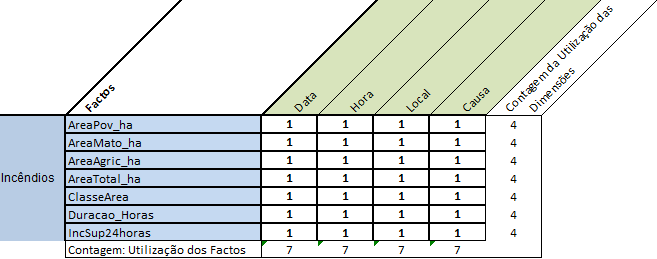 Factos
Data
Hora
Local
Causa
Contagem da Utilização das
Dimensões
Incêndios
AreaPov_ha 1 1 1 1 4
AreaMato_ha 1 1 1 1 4
AreaAgric_ha 1 1 1 1 4
AreaTotal_ha 1 1 1 1 4
ClasseArea 1 1 1 1 4
Duracao_Horas 1 1 1 1 4
IncSup24horas 1 1 1 1 4
Contagem: Utilização dos Factos 7 7 7 7